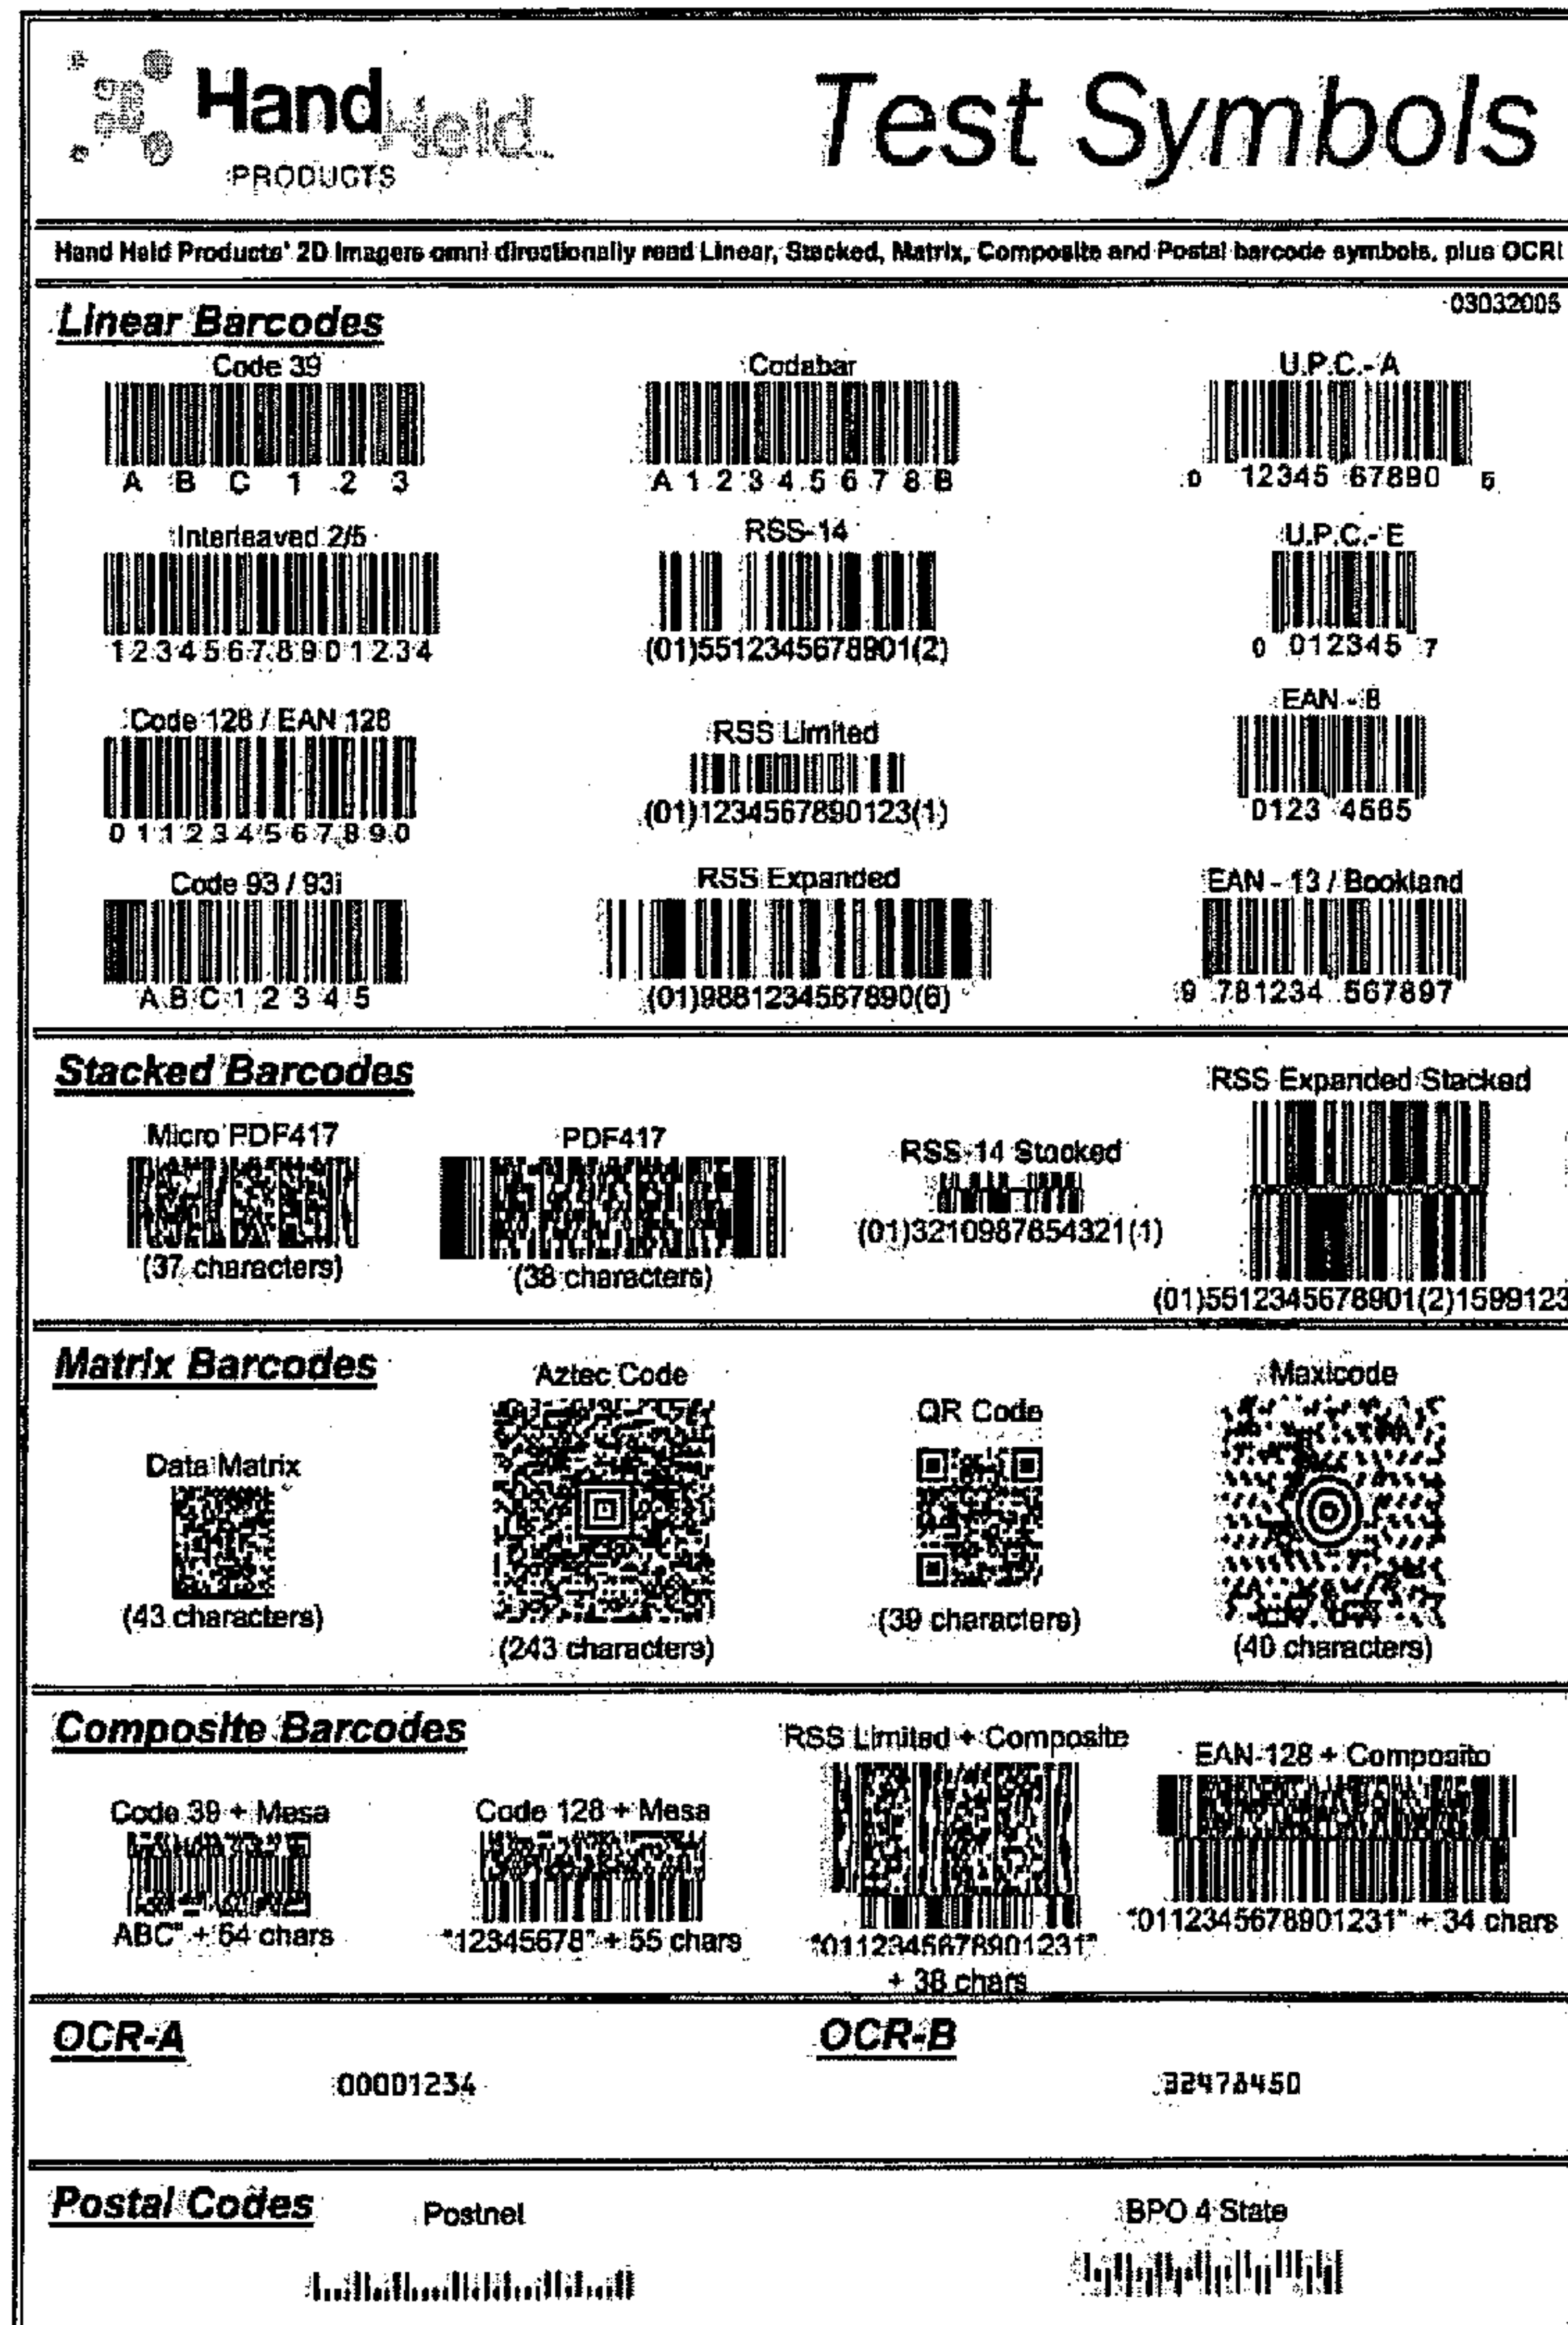 Hand Held
PRODUCTS
Test Symbols
Hand Held Products' 2D Imagers omni directionally read Linear, Stacked, Matrix, Composite and Postal barcode symbols, plus OCR!
Linear Barcodes
Code 39
Codabar
U.P.C.-A
A B C 1 2 3
A 1 2 3 4 5 6 7 8 B
0 12345 67890 5
Interleaved 2/5
RSS-14
U.P.C.-E
1 2 3 4 5 6 7 8 9 0 1 2 3 4
(01)5512345678901(2)
0 012345 7
Code 128 / EAN 128
RSS Limited
EAN - 8
0 1 1 2 3 4 5 6 7 8 9 0
(01)1234567890123(1)
0123 4565
Code 93 / 93i
RSS Expanded
EAN - 13 / Bookland
A B C 1 2 3 4 5
(01)9881234567890(6)
9 781234 567897
Stacked Barcodes
RSS Expanded Stacked
Micro PDF417
PDF417
RSS-14 Stacked
(01)3210987654321(1)
(37 characters)
(38 characters)
(01)5512345678901(2)1599123
Matrix Barcodes
Aztec Code
Maxicode
QR Code
Data Matrix
(43 characters)
(243 characters)
(39 characters)
(40 characters)
Composite Barcodes
RSS Limited + Composite
EAN-128 + Composite
Code 39 + Mesa
Code 128 + Mesa
ABC" + 54 chars
"12345678" + 55 chars
"0112345678901231"
+ 38 chars
"0112345678901231" + 34 chars
OCR-A
OCR-B
00001234
Postal Codes
Postnet
BPO 4 State